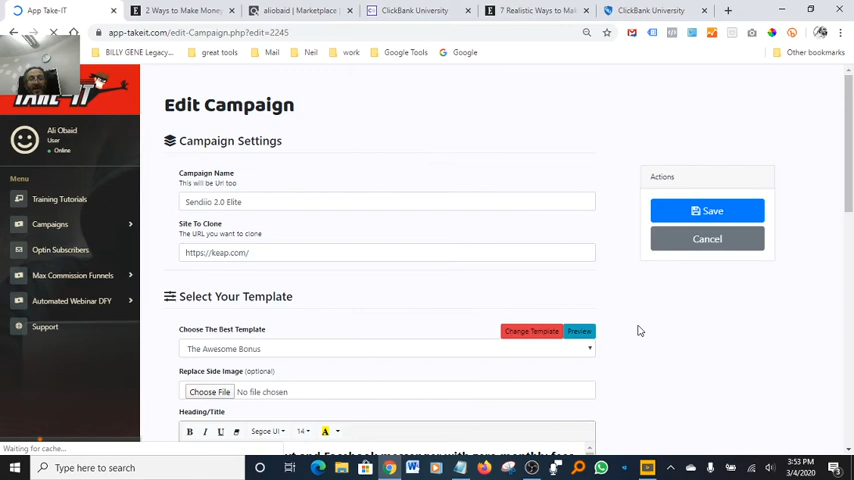 App Take-IT
2 Ways to Make Money
aliobaid | Marketplace
ClickBank University
7 Realistic Ways to Mak
ClickBank University
app-takeit.com/edit-Campaign.php?edit=2245
BILLY GENE Legacy...
great tools
Mail
Neil
work
Google Tools
Google
Other bookmarks
TAKE-IT
Ali Obaid
User
Online
Menu
Training Tutorials
Campaigns
Optin Subscribers
Max Commission Funnels
Automated Webinar DFY
Support
Edit Campaign
Campaign Settings
Campaign Name
This will be Url too
Sendiio 2.0 Elite
Site To Clone
The URL you want to clone
https://keap.com/
Select Your Template
Choose The Best Template
Change Template
Preview
The Awesome Bonus
Replace Side Image (optional)
Choose File No file chosen
Heading/Title
B I U Segoe UI 14 A
Actions
Save
Cancel
Waiting for cache...
Type here to search
3:53 PM
3/4/2020